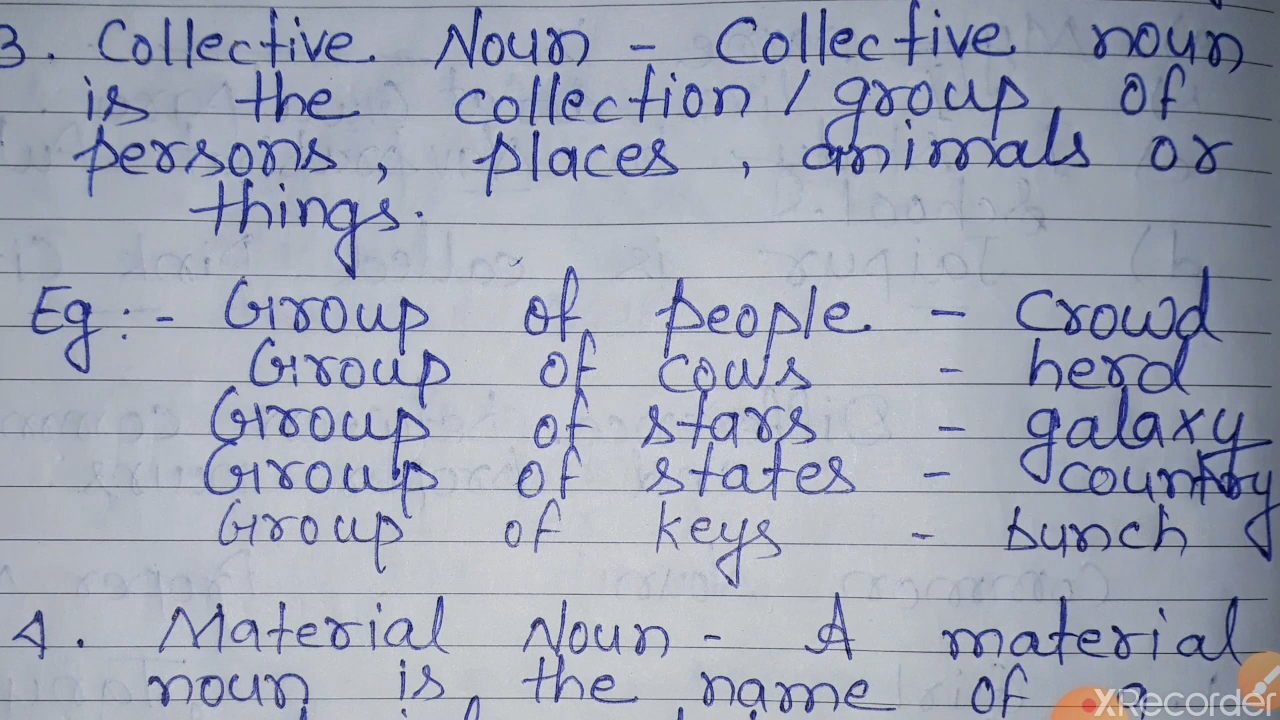 3. Collective Noun - Collective noun
is the collection / group of
persons, places, animals or
things.
Eg :- Group of people - Crowd
Group of cows - herd
Group of stars - galaxy
Group of states - country
Group of keys - bunch
4. Material Noun - A material
noun is the name of a
XRecorder